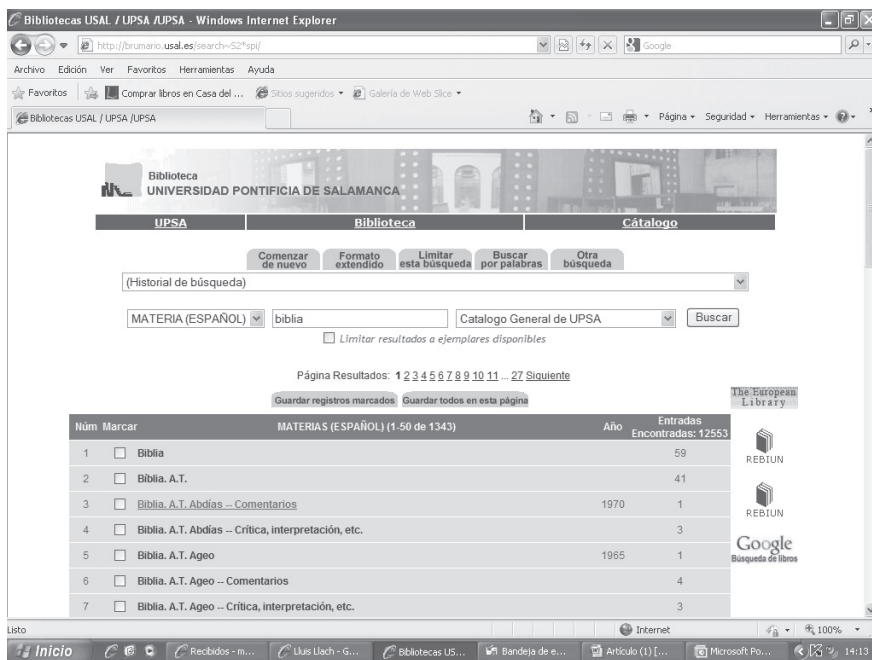 Bibliotecas USAL / UPSA /UPSA - Windows Internet Explorer
http://brumario.usal.es/search~S2*spi/
Google
Archivo Edición Ver Favoritos Herramientas Ayuda
Favoritos Comprar libros en Casa del ... Sitios sugeridos Galería de Web Slice
Bibliotecas USAL / UPSA /UPSA
Página Seguridad Herramientas
Biblioteca
UNIVERSIDAD PONTIFICIA DE SALAMANCA
UPSA Biblioteca Cátalogo
Comenzar de nuevo
Formato extendido
Limitar esta búsqueda
Buscar por palabras
Otra búsqueda
(Historial de búsqueda)
MATERIA (ESPAÑOL) biblia Catalogo General de UPSA Buscar
Limitar resultados a ejemplares disponibles
Página Resultados: 1 2 3 4 5 6 7 8 9 10 11 ... 27 Siguiente
Guardar registros marcados Guardar todos en esta página
The European Library
Núm Marcar MATERIAS (ESPAÑOL) (1-50 de 1343) Año Entradas Encontradas: 12553
1 Biblia 59
REBIUN
2 Biblia. A.T. 41
3 Biblia. A.T. Abdías -- Comentarios 1970 1
REBIUN
4 Biblia. A.T. Abdías -- Crítica, interpretación, etc. 3
5 Biblia. A.T. Ageo 1965 1
Google
Búsqueda de libros
6 Biblia. A.T. Ageo -- Comentarios 4
7 Biblia. A.T. Ageo -- Crítica, interpretación, etc. 3
Listo Internet 100%
Inicio Recibidos - m... Lluis Llach - G... Bibliotecas US... Bandeja de e... Artículo (1) [... Microsoft Po... 14:13